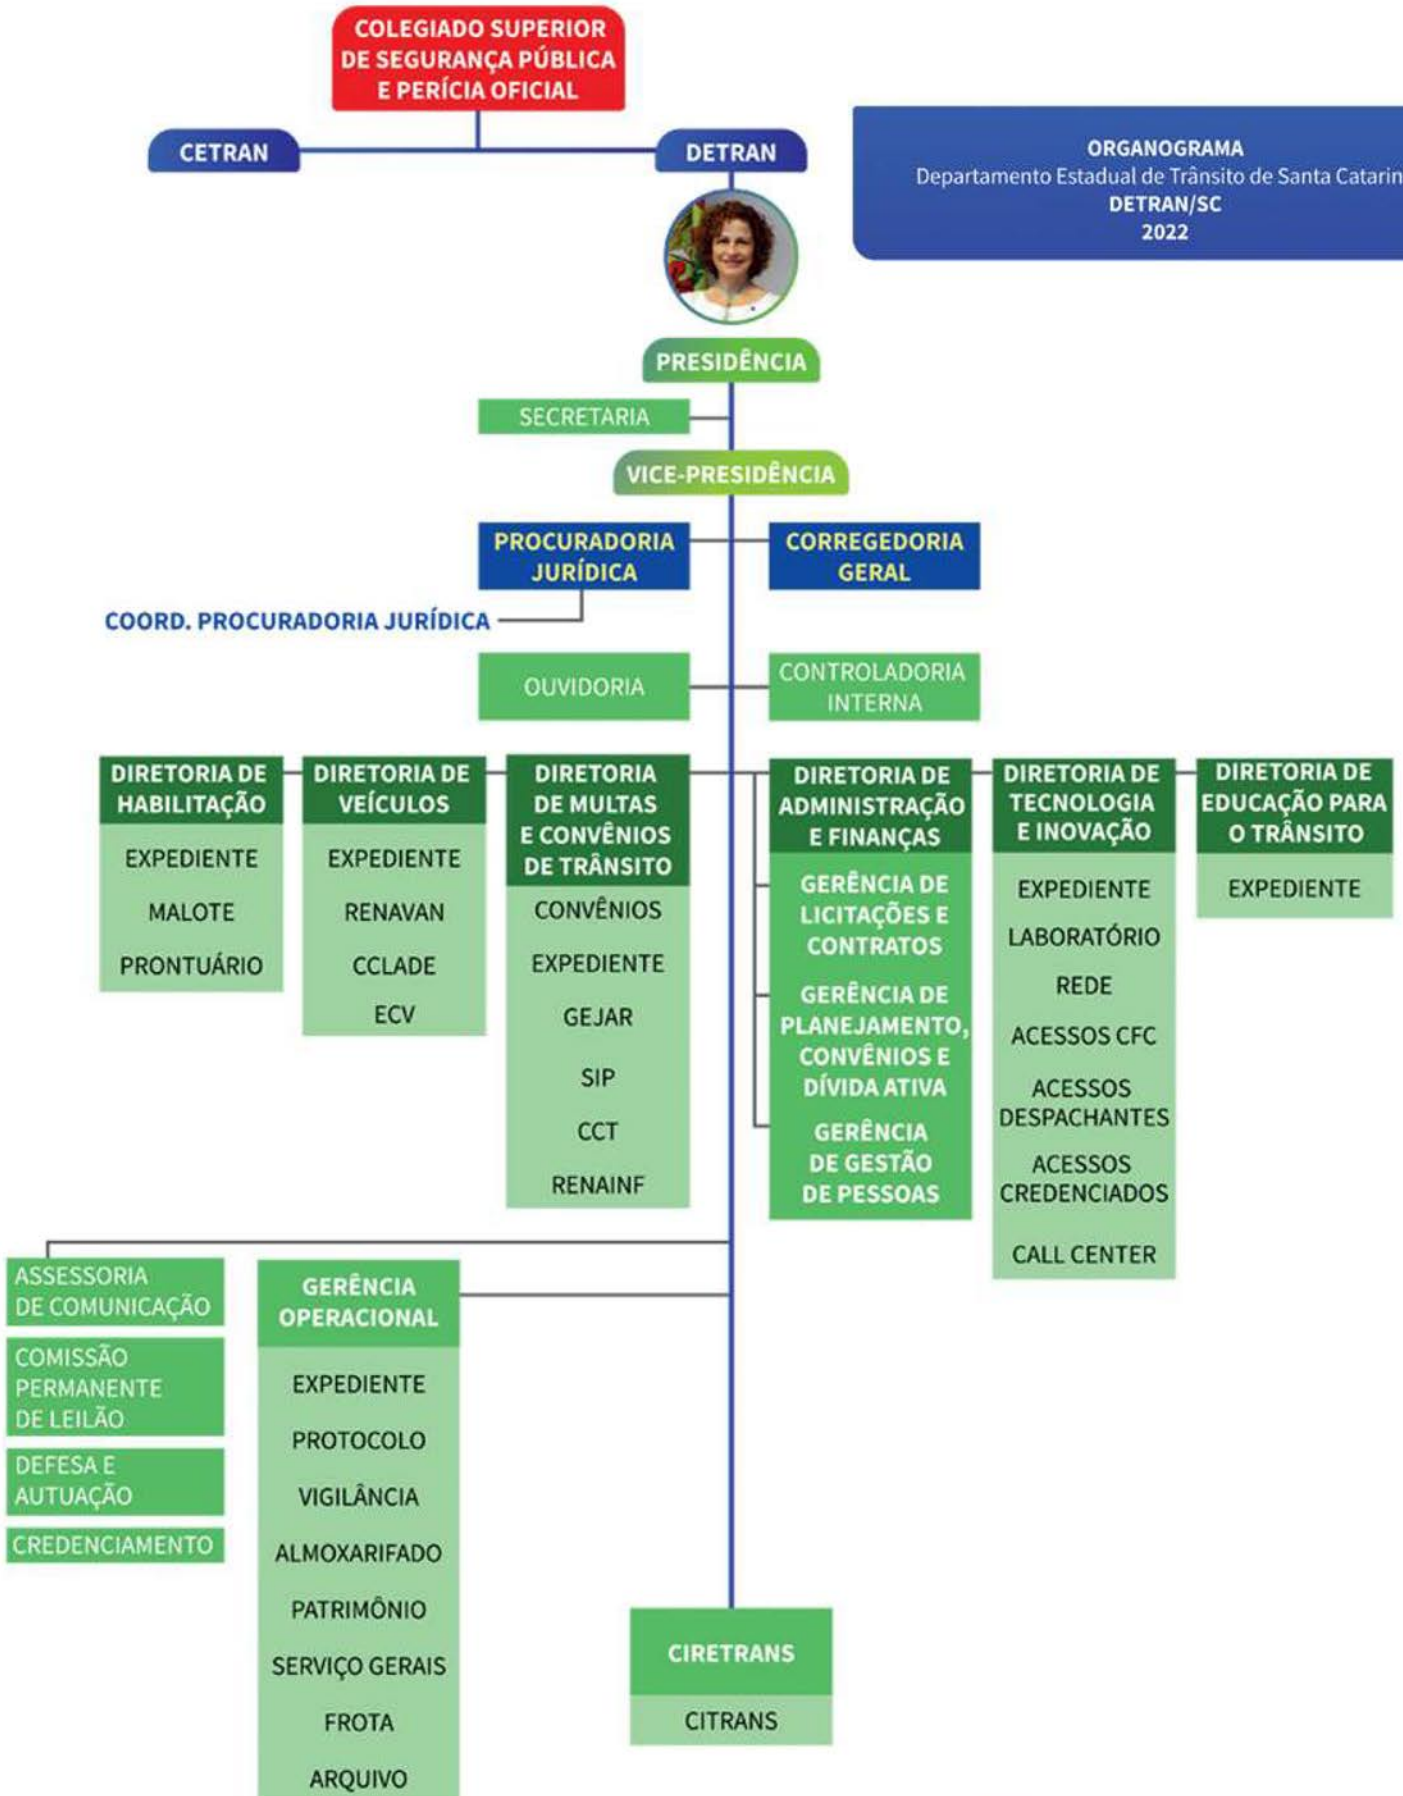 COLEGIADO SUPERIOR
DE SEGURANÇA PÚBLICA
E PERÍCIA OFICIAL
CETRAN
DETRAN
ORGANOGRAMA
Departamento Estadual de Trânsito de Santa Catarin
DETRAN/SC
2022
PRESIDÊNCIA
SECRETARIA
VICE-PRESIDÊNCIA
PROCURADORIA
JURÍDICA
CORREGEDORIA
GERAL
COORD. PROCURADORIA JURÍDICA
OUVIDORIA
CONTROLADORIA
INTERNA
DIRETORIA DE
HABILITAÇÃO
EXPEDIENTE
MALOTE
PRONTUÁRIO
DIRETORIA DE
VEÍCULOS
EXPEDIENTE
RENAVAN
CCLADE
ECV
DIRETORIA
DE MULTAS
E CONVÊNIOS
DE TRÂNSITO
CONVÊNIOS
EXPEDIENTE
GEJAR
SIP
CCT
RENAINF
DIRETORIA DE
ADMINISTRAÇÃO
E FINANÇAS
GERÊNCIA DE
LICITAÇÕES E
CONTRATOS
GERÊNCIA DE
PLANEJAMENTO,
CONVÊNIOS E
DÍVIDA ATIVA
GERÊNCIA
DE GESTÃO
DE PESSOAS
DIRETORIA DE
TECNOLOGIA
E INOVAÇÃO
EXPEDIENTE
LABORATÓRIO
REDE
ACESSOS CFC
ACESSOS
DESPACHANTES
ACESSOS
CREDENCIADOS
CALL CENTER
DIRETORIA DE
EDUCAÇÃO PARA
O TRÂNSITO
EXPEDIENTE
ASSESSORIA
DE COMUNICAÇÃO
COMISSÃO
PERMANENTE
DE LEILÃO
DEFESA E
AUTUAÇÃO
CREDENCIAMENTO
GERÊNCIA
OPERACIONAL
EXPEDIENTE
PROTOCOLO
VIGILÂNCIA
ALMOXARIFADO
PATRIMÔNIO
SERVIÇO GERAIS
FROTA
ARQUIVO
CIRETRANS
CITRANS